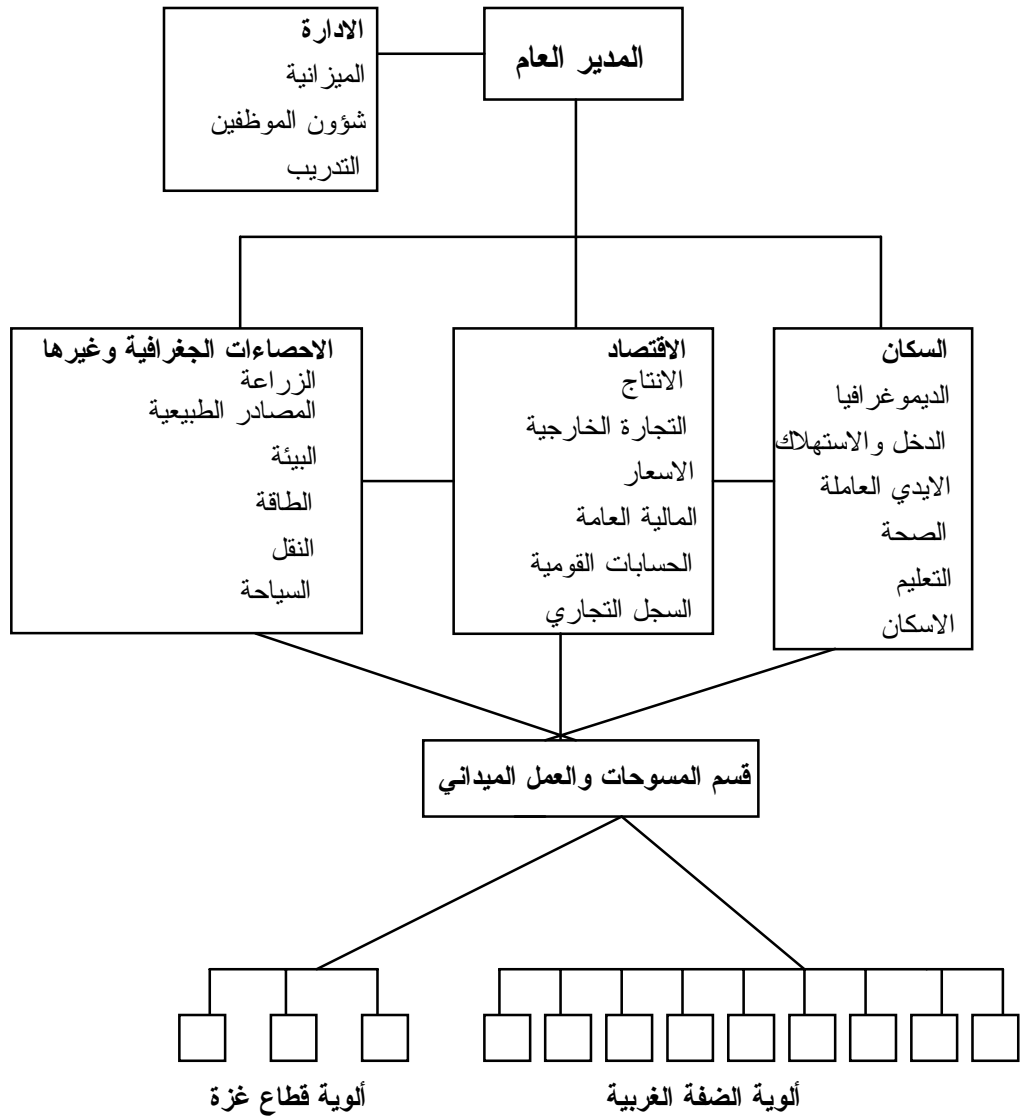 المدير العام
الادارة
الميزانية
شؤون الموظفين
التدريب
السكان
الديموغرافيا
الدخل والاستهلاك
الايدي العاملة
الصحة
التعليم
الاسكان
الاقتصاد
الانتاج
التجارة الخارجية
الاسعار
المالية العامة
الحسابات القومية
السجل التجاري
الاحصاءات الجغرافية وغيرها
الزراعة
المصادر الطبيعية
البيئة
الطاقة
النقل
السياحة
قسم المسوحات والعمل الميداني
ألوية الضفة الغربية
ألوية قطاع غزة